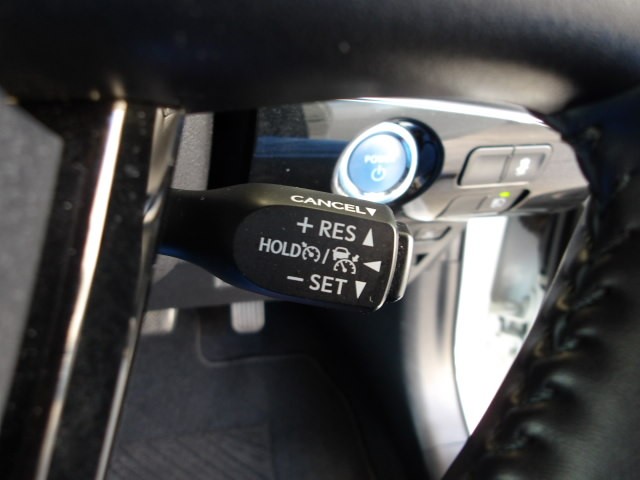 POWER
CANCEL▼
+ RES ▲
HOLD / ◀
− SET ▼